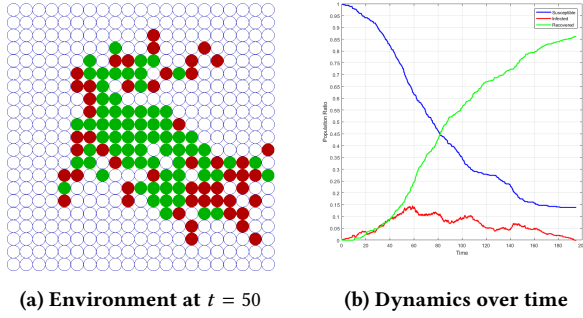 Susceptible
Infected
Recovered
1
0.95
0.9
0.85
0.8
0.75
0.7
0.65
0.6
0.55
0.5
0.45
0.4
0.35
0.3
0.25
0.2
0.15
0.1
0.05
0
Population Ratio
0 20 40 60 80 100 120 140 160 180 200
Time
(a) Environment at t = 50
(b) Dynamics over time